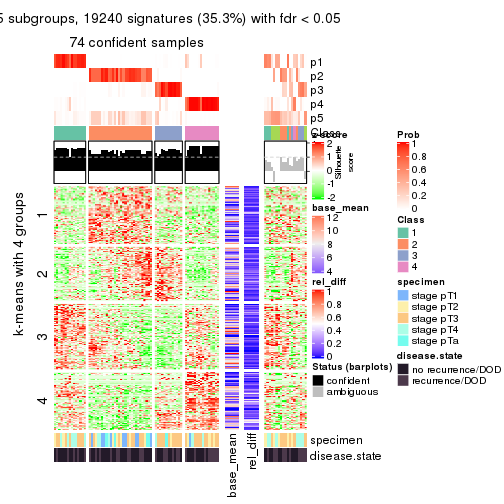 5 subgroups, 19240 signatures (35.3%) with fdr < 0.05
74 confident samples
p1
p2
p3
p4
p5
Class
k-means with 4 groups
1
2
3
4
z-score
2
1
0
-1
-2
Silhouette
score
base_mean
12
10
8
6
4
rel_diff
1
0.8
0.6
0.4
0.2
0
Status (barplots)
confident
ambiguous
Prob
1
0.8
0.6
0.4
0.2
0
Class
1
2
3
4
specimen
stage pT1
stage pT2
stage pT3
stage pT4
stage pTa
disease.state
no recurrence/DOD
recurrence/DOD
specimen
disease.state
base_mean
rel_diff